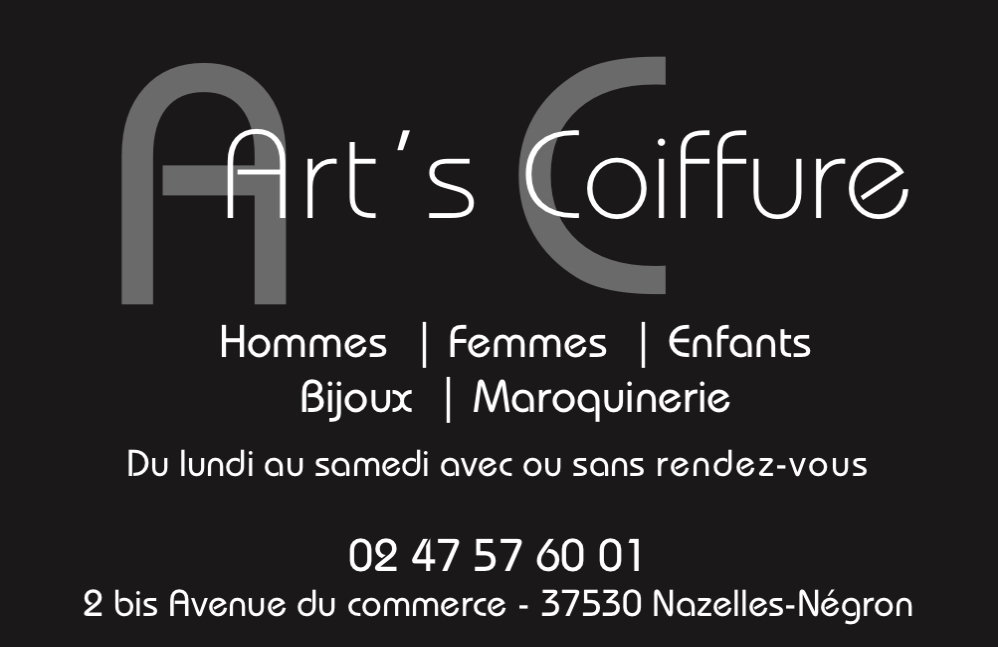 A C
Art's Coiffure
Hommes | Femmes | Enfants
Bijoux | Maroquinerie
Du lundi au samedi avec ou sans rendez-vous
02 47 57 60 01
2 bis Avenue du commerce - 37530 Nazelles-Négron